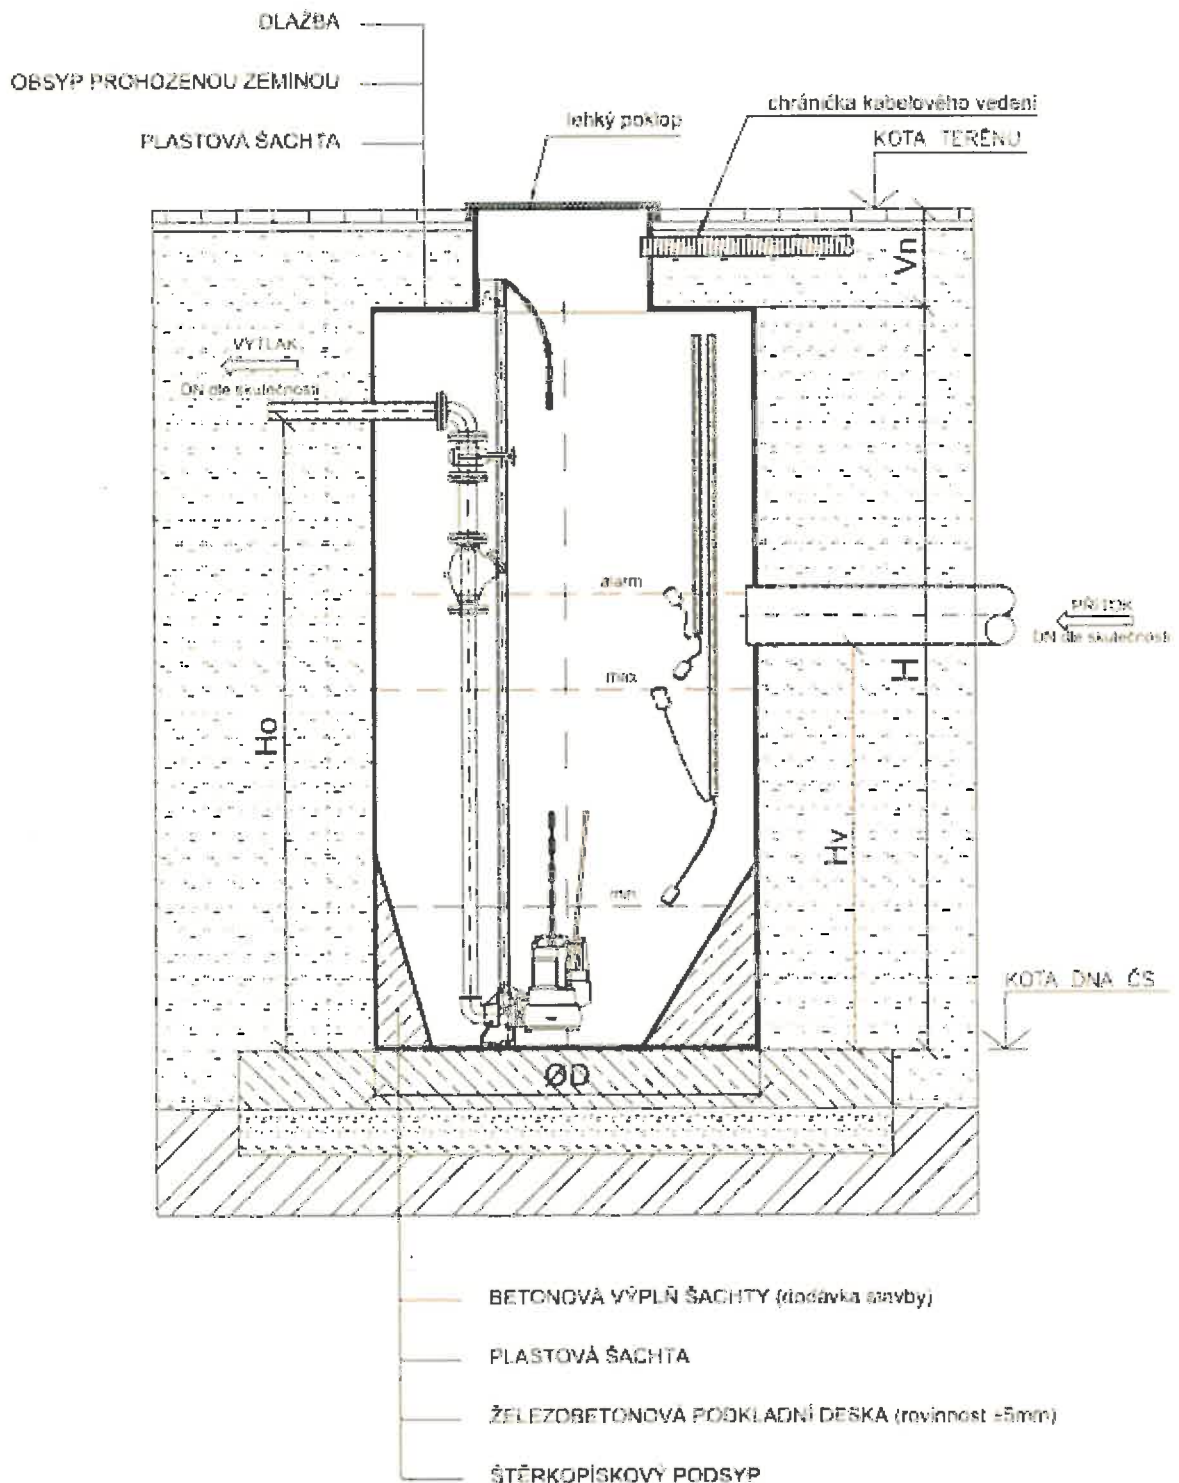 DLAŽBA
OBSYP PROHOZENOU ZEMINOU
PLASTOVÁ ŠACHTA
lehký poklop
chránička kabelového vedení
KOTA TERÉNU
Vn
VÝTLAK
DN dle skutečnosti
alarm
PŘÍTOK
DN dle skutečnosti
max
H
Ho
Hv
min
KOTA DNA ČS
ØD
BETONOVÁ VÝPLŇ ŠACHTY (dodávka stavby)
PLASTOVÁ ŠACHTA
ŽELEZOBETONOVÁ PODKLADNÍ DESKA (rovinnost ±5mm)
ŠTĚRKOPÍSKOVÝ PODSYP